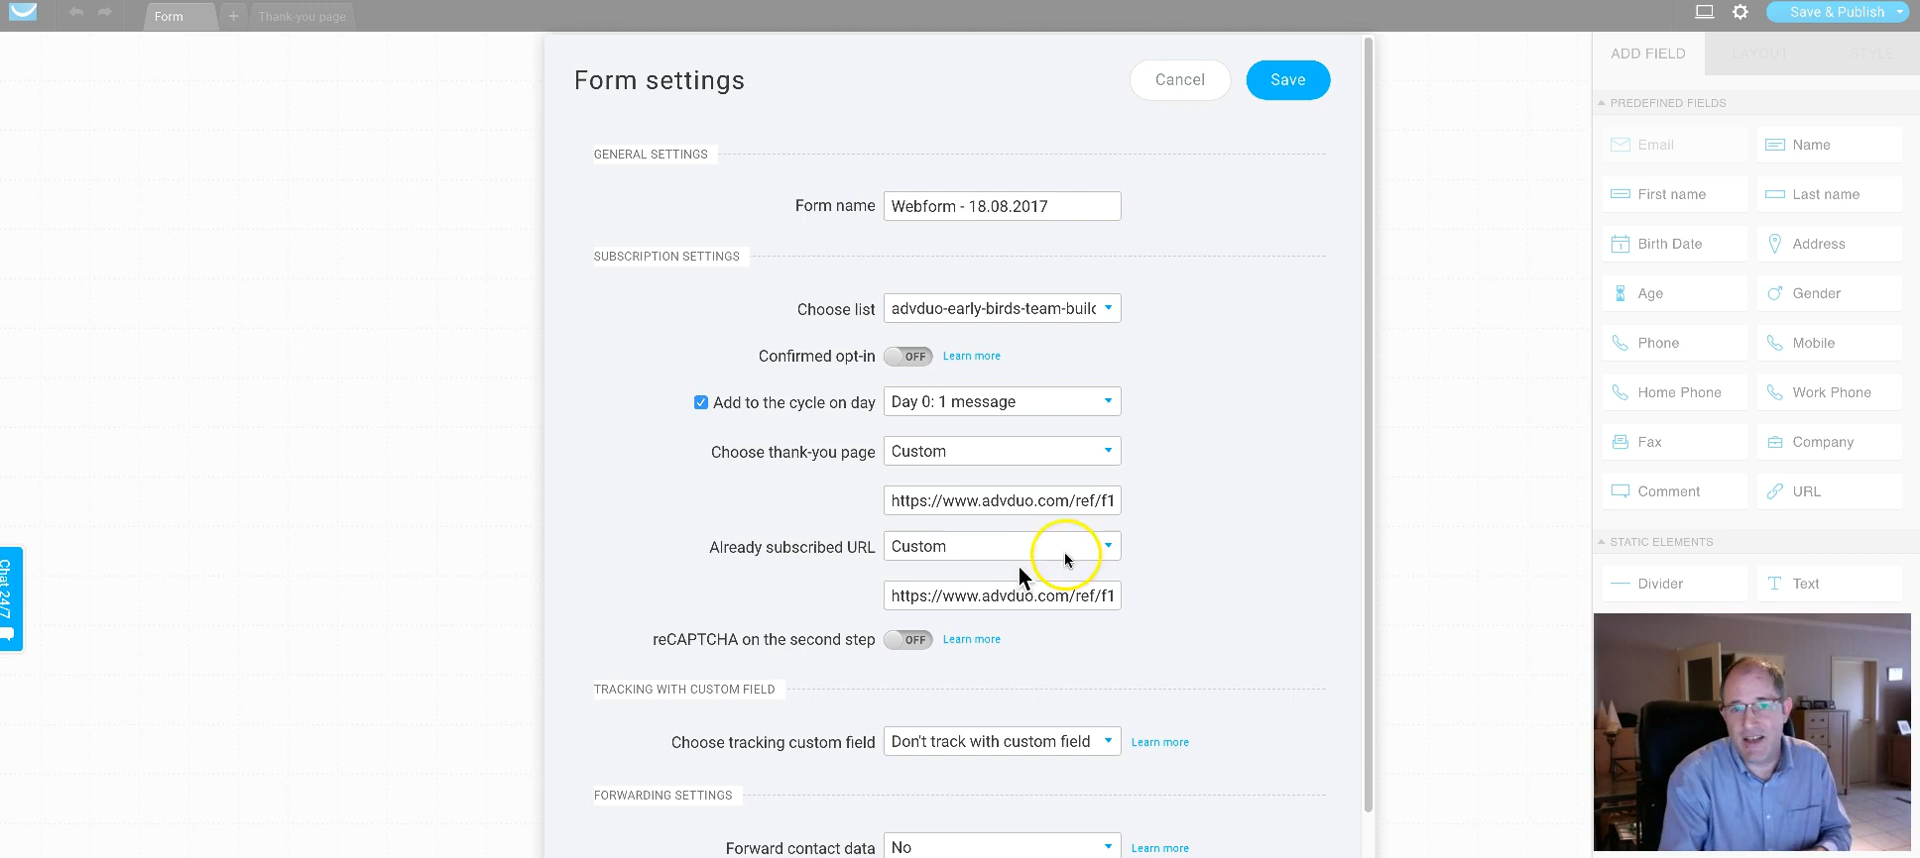 Form + Thank-you page Save & Publish
Form settings Cancel Save
GENERAL SETTINGS
Form name Webform - 18.08.2017
SUBSCRIPTION SETTINGS
Choose list advduo-early-birds-team-builc
Confirmed opt-in OFF Learn more
Add to the cycle on day Day 0: 1 message
Choose thank-you page Custom
https://www.advduo.com/ref/f1
Already subscribed URL Custom
https://www.advduo.com/ref/f1
reCAPTCHA on the second step OFF Learn more
TRACKING WITH CUSTOM FIELD
Choose tracking custom field Don't track with custom field Learn more
FORWARDING SETTINGS
Forward contact data No Learn more
ADD FIELD LAYOUT STYLE
PREDEFINED FIELDS
Email Name
First name Last name
Birth Date Address
Age Gender
Phone Mobile
Home Phone Work Phone
Fax Company
Comment URL
STATIC ELEMENTS
Divider Text
Chat 24/7